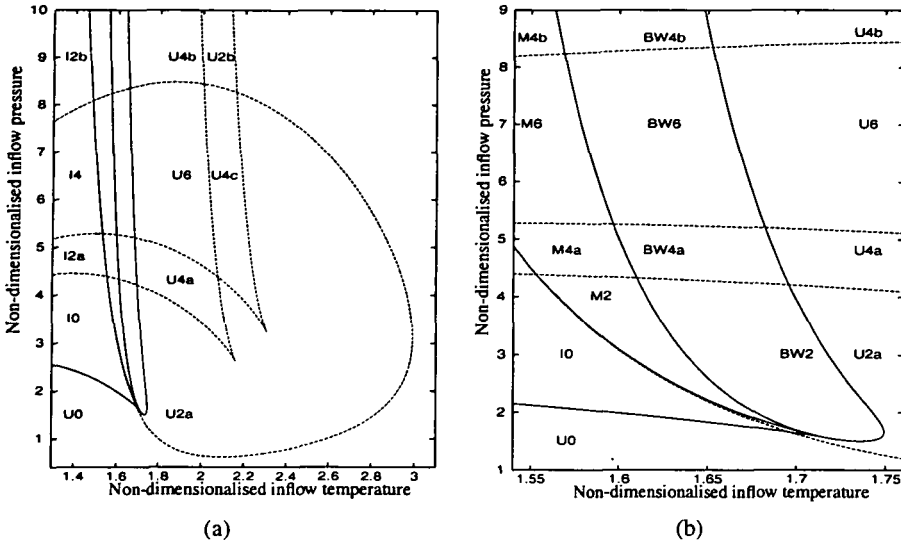 10
9
8
7
6
5
4
3
2
1
Non-dimensionalised inflow pressure
I2b
U4b
U2b
I4
U6
U4c
I2a
U4a
I0
U0
U2a
1.4
1.6
1.8
2
2.2
2.4
2.6
2.8
3
Non-dimensionalised inflow temperature
(a)
9
8
7
6
5
4
3
2
1
Non-dimensionalised inflow pressure
M4b
BW4b
U4b
M6
BW6
U6
M4a
BW4a
U4a
M2
I0
BW2
U2a
U0
1.55
1.6
1.65
1.7
1.75
Non-dimensionalised inflow temperature
(b)